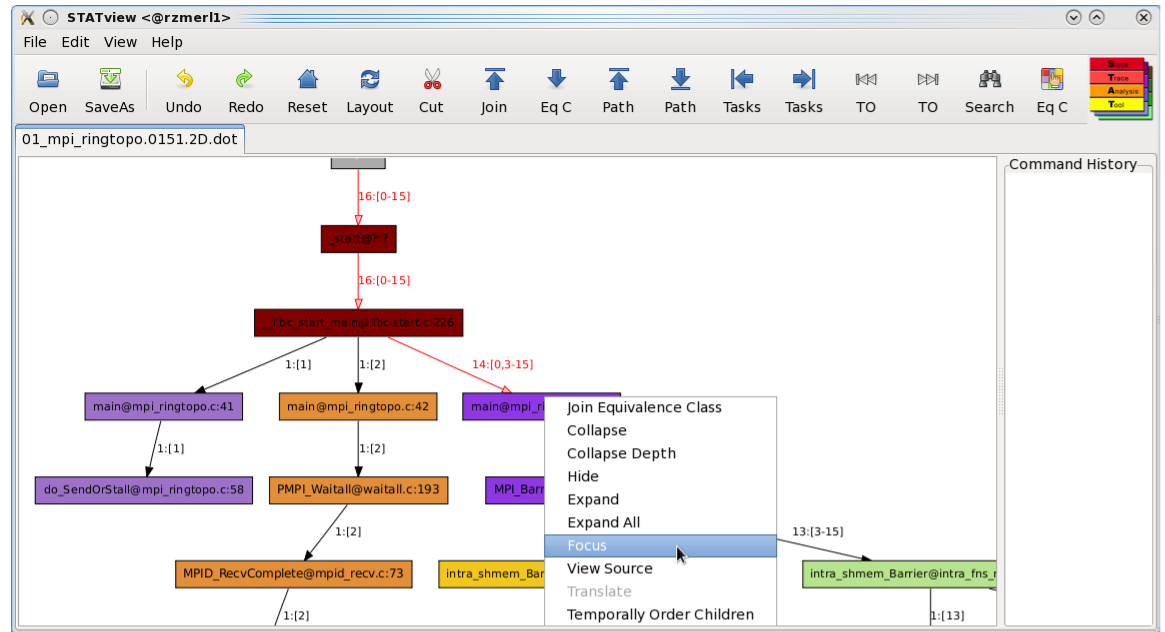 STATview <@rzmerl1>
File Edit View Help
Open SaveAs Undo Redo Reset Layout Cut Join Eq C Path Path Tasks Tasks TO TO Search Eq C
Stack
Trace
Analysis
Tool
01_mpi_ringtopo.0151.2D.dot
Command History
16:[0-15]
_start@?:?
16:[0-15]
__libc_start_main@libc-start.c:226
1:[1] 1:[2] 14:[0,3-15]
main@mpi_ringtopo.c:41 main@mpi_ringtopo.c:42 main@mpi_ri
Join Equivalence Class
Collapse
1:[1] 1:[2]
Collapse Depth
Hide
do_SendOrStall@mpi_ringtopo.c:58 PMPI_Waitall@waitall.c:193 MPI_Barr
Expand
Expand All
1:[2] 13:[3-15]
Focus
View Source
MPID_RecvComplete@mpid_recv.c:73 intra_shmem_Bar intra_shmem_Barrier@intra_fns_
Translate
Temporally Order Children
1:[2] 1:[13]